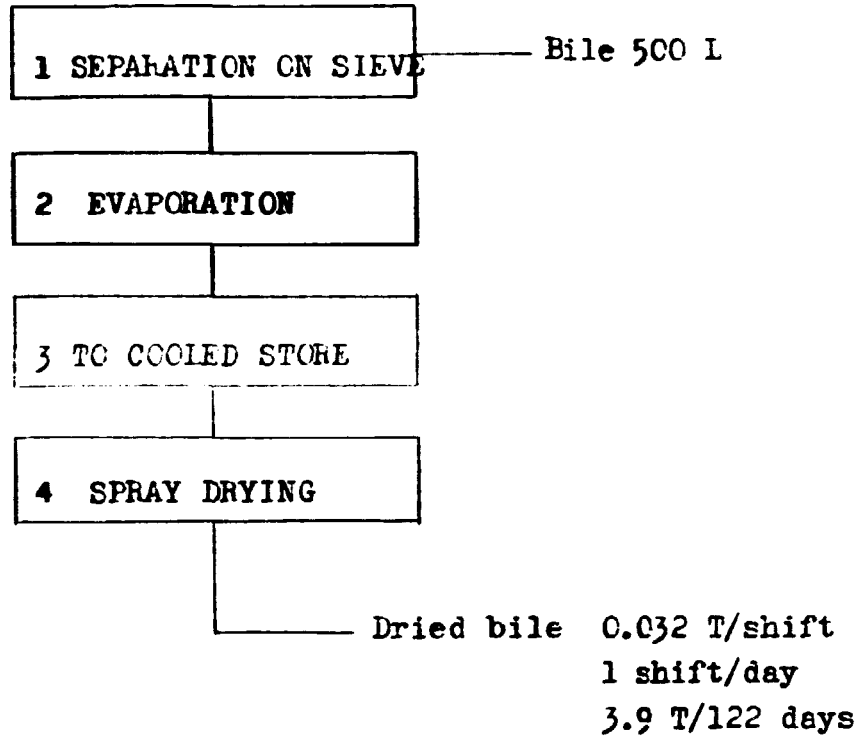 1 SEPARATION ON SIEVE
Bile 500 L
2 EVAPORATION
3 TO COOLED STORE
4 SPRAY DRYING
Dried bile 0.032 T/shift
1 shift/day
3.9 T/122 days